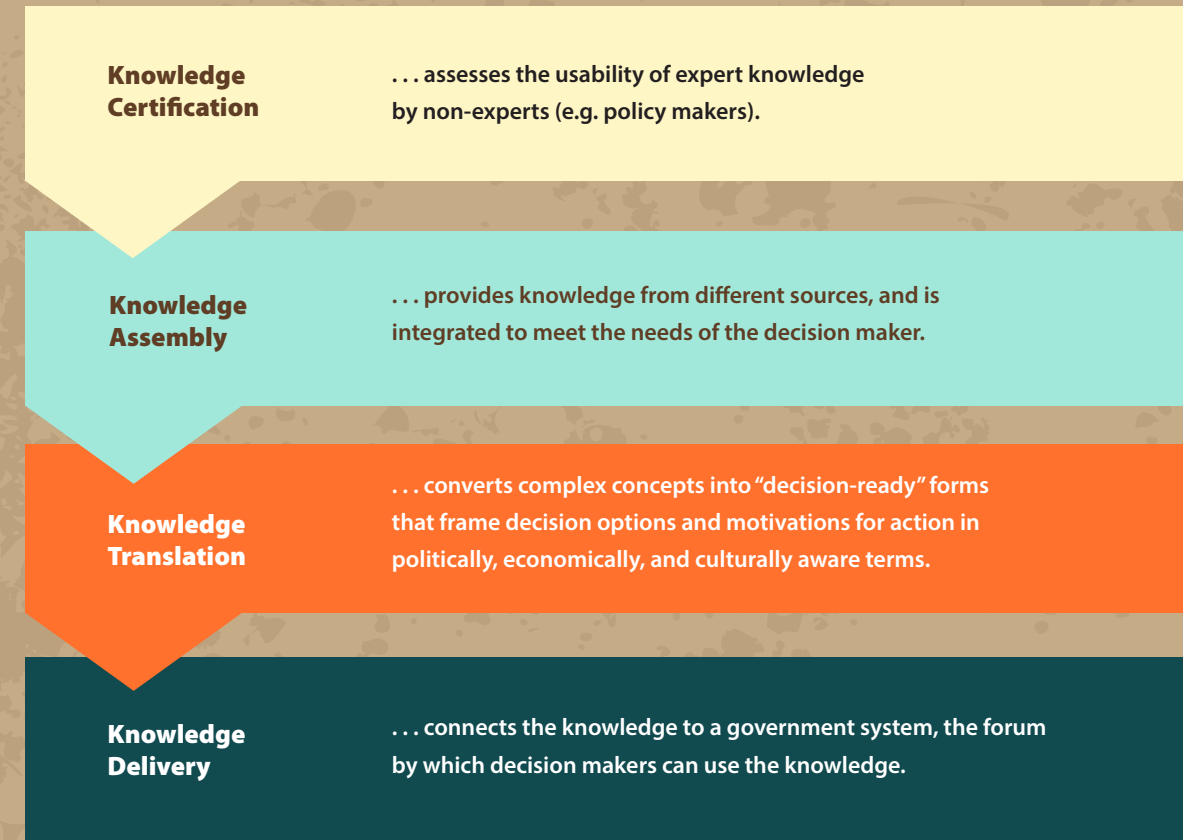 Knowledge
Certification
. . . assesses the usability of expert knowledge
by non-experts (e.g. policy makers).
Knowledge
Assembly
. . . provides knowledge from different sources, and is
integrated to meet the needs of the decision maker.
Knowledge
Translation
. . . converts complex concepts into “decision-ready” forms
that frame decision options and motivations for action in
politically, economically, and culturally aware terms.
Knowledge
Delivery
. . . connects the knowledge to a government system, the forum
by which decision makers can use the knowledge.